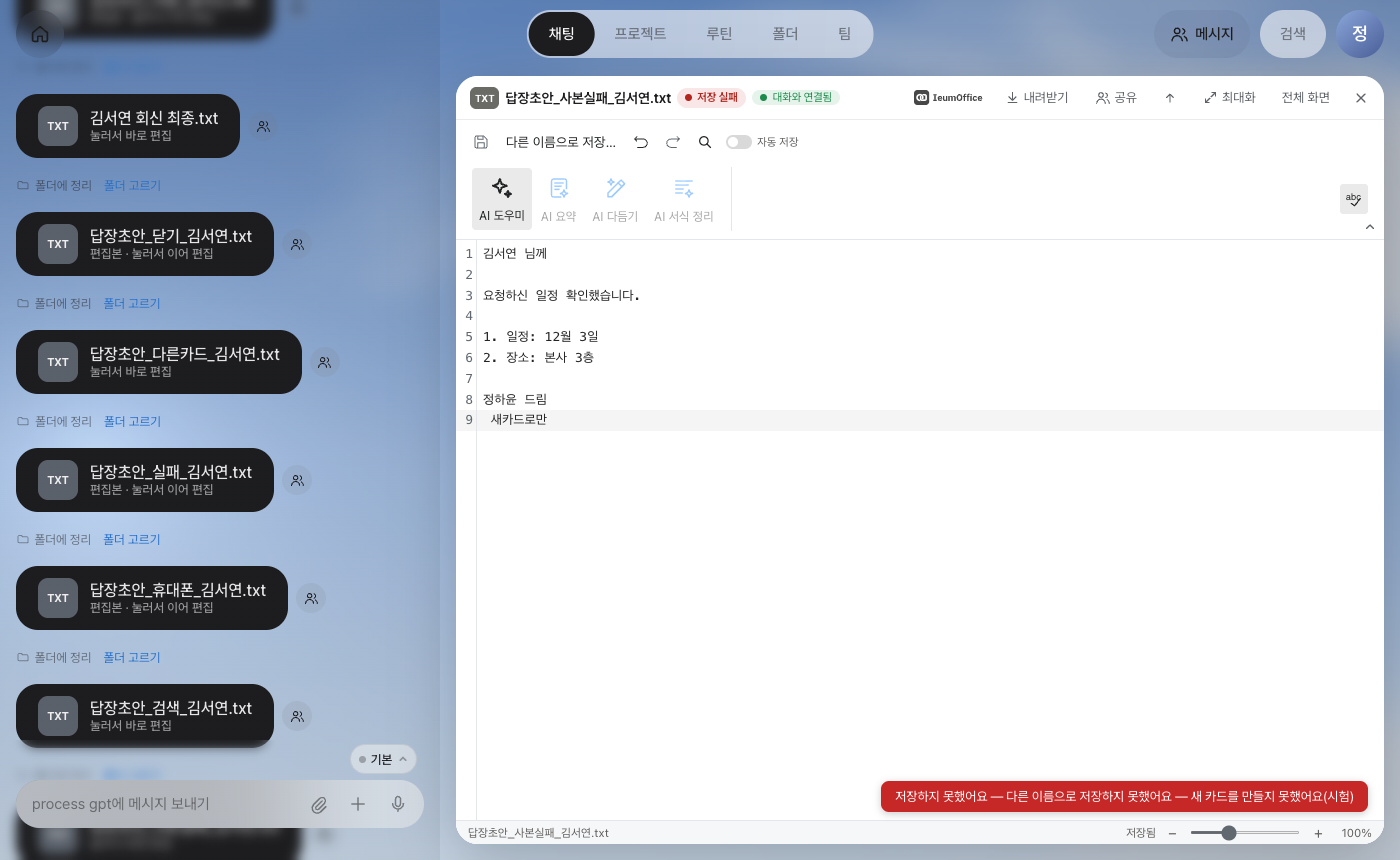 채팅
프로젝트
루틴
폴더
팀
메시지
검색
정
TXT
김서연 회신 최종.txt
눌러서 바로 편집
폴더에 정리 폴더 고르기
TXT
답장초안_닫기_김서연.txt
편집본 · 눌러서 이어 편집
폴더에 정리 폴더 고르기
TXT
답장초안_다른카드_김서연.txt
눌러서 바로 편집
폴더에 정리 폴더 고르기
TXT
답장초안_실패_김서연.txt
편집본 · 눌러서 이어 편집
폴더에 정리 폴더 고르기
TXT
답장초안_휴대폰_김서연.txt
편집본 · 눌러서 이어 편집
폴더에 정리 폴더 고르기
TXT
답장초안_검색_김서연.txt
눌러서 바로 편집
기본
process gpt에 메시지 보내기
TXT 답장초안_사본실패_김서연.txt 저장 실패 대화와 연결됨
IeumOffice 내려받기 공유 최대화 전체 화면
다른 이름으로 저장... 자동 저장
AI 도우미 AI 요약 AI 다듬기 AI 서식 정리
abc
1 김서연 님께
2
3 요청하신 일정 확인했습니다.
4
5 1. 일정: 12월 3일
6 2. 장소: 본사 3층
7
8 정하윤 드림
9 새카드로만
저장하지 못했어요 — 다른 이름으로 저장하지 못했어요 — 새 카드를 만들지 못했어요(시험)
답장초안_사본실패_김서연.txt
저장됨 100%